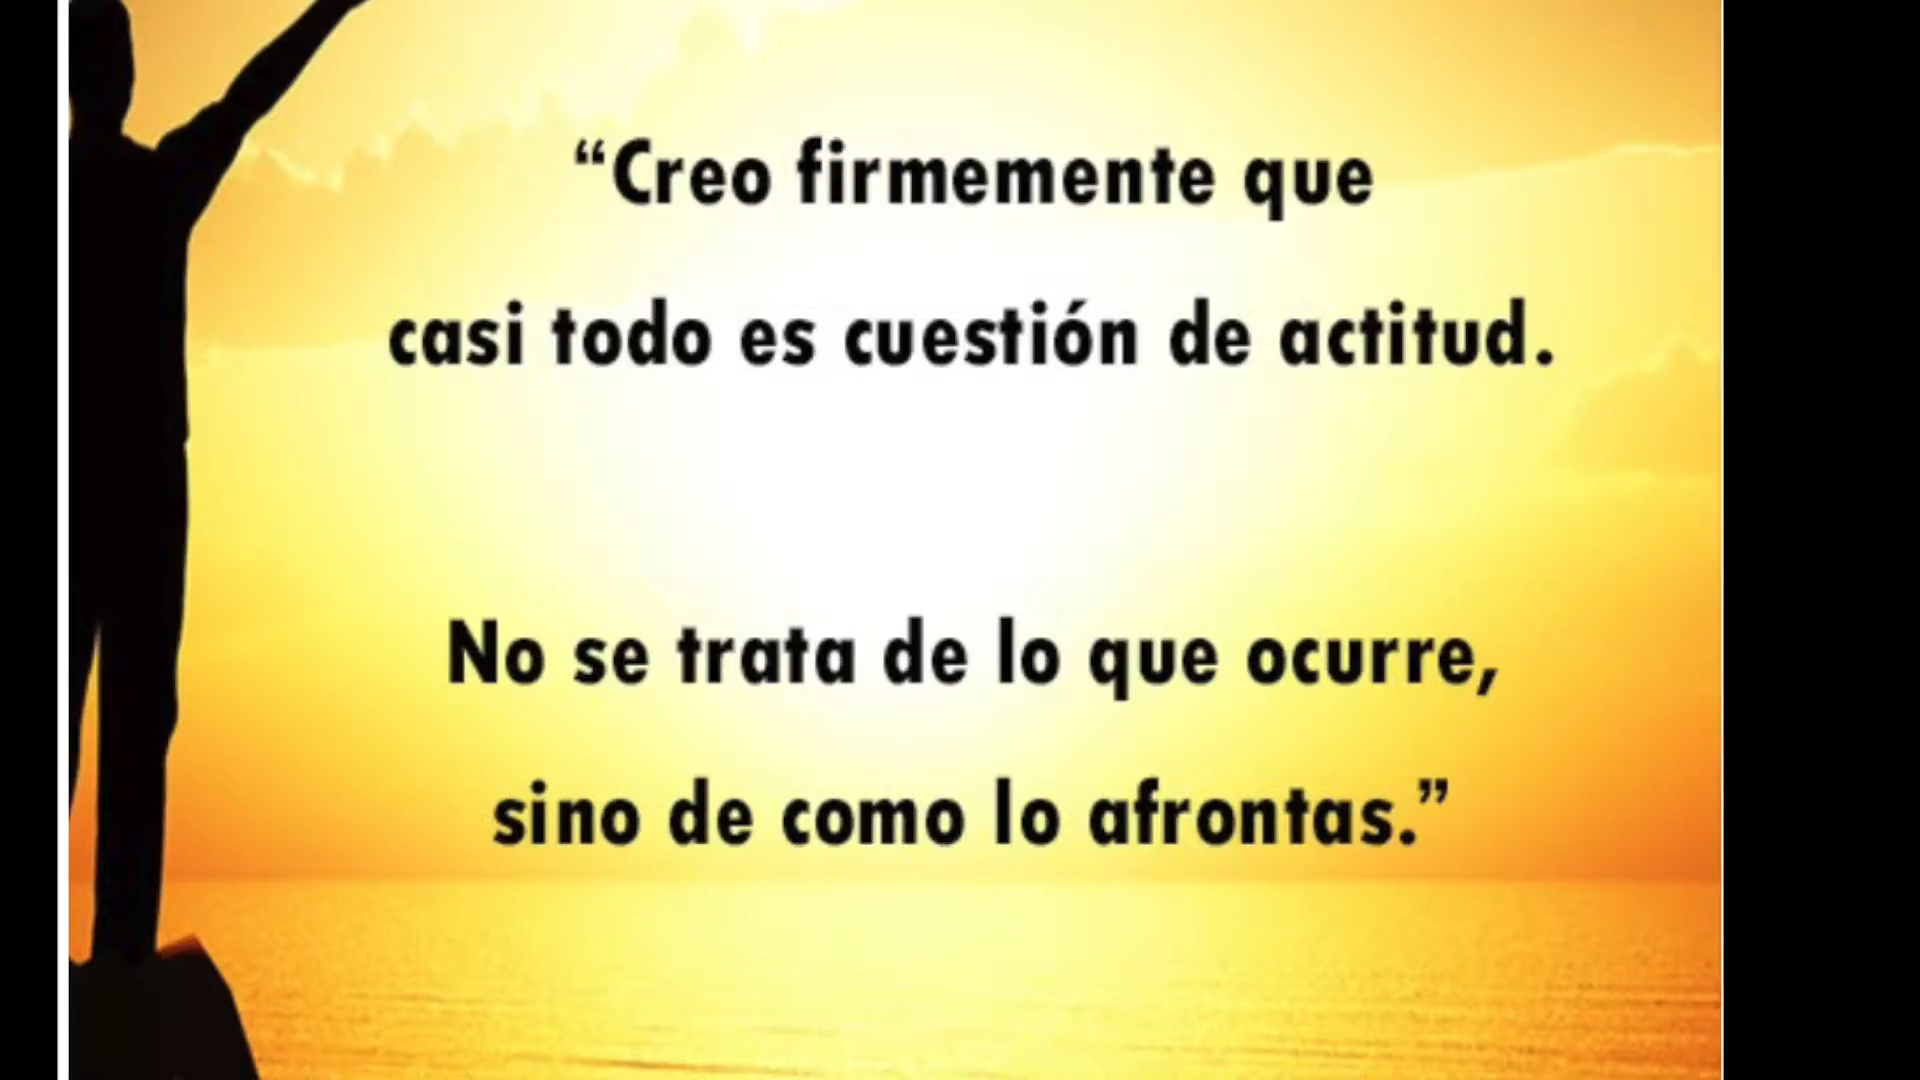 “Creo firmemente que
casi todo es cuestión de actitud.
No se trata de lo que ocurre,
sino de como lo afrontas.”